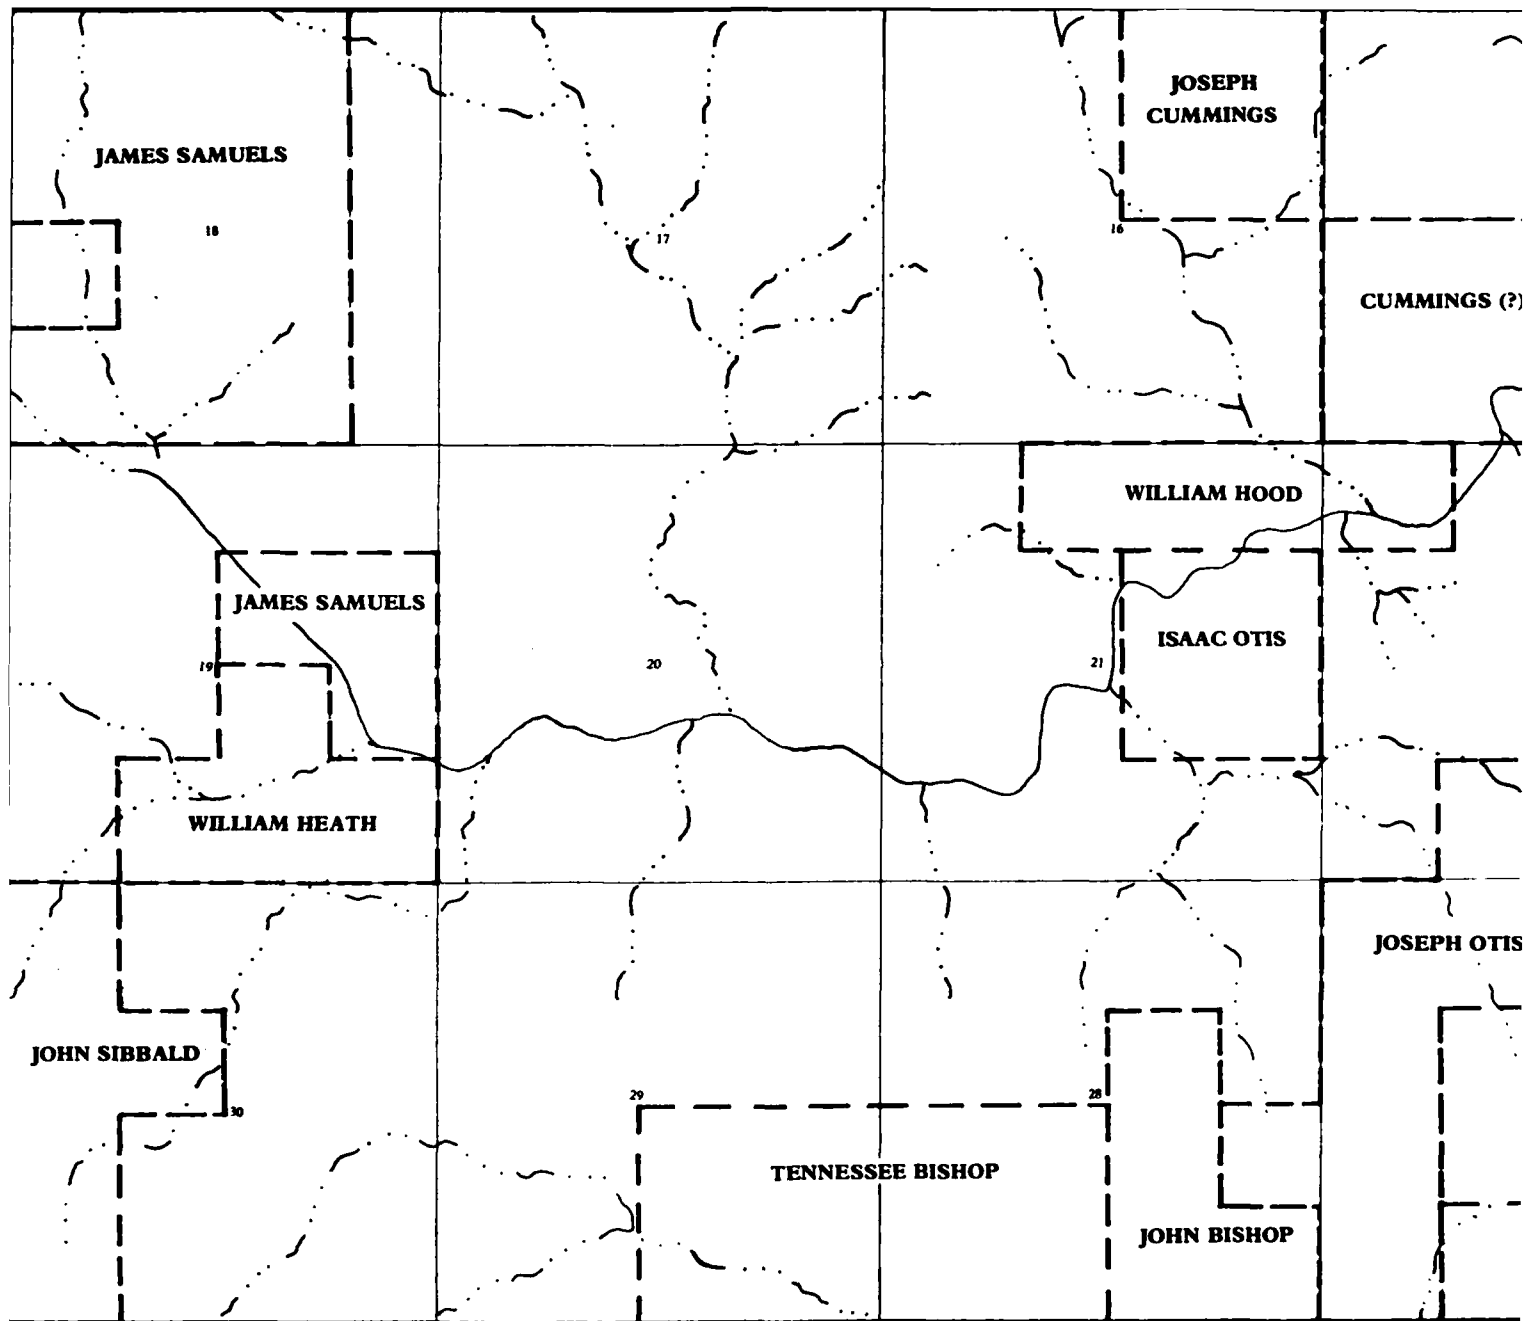 JOSEPH
CUMMINGS
JAMES SAMUELS
18
17
16
CUMMINGS (?)
WILLIAM HOOD
JAMES SAMUELS
ISAAC OTIS
19
20
21
WILLIAM HEATH
JOSEPH OTIS
JOHN SIBBALD
29
28
30
TENNESSEE BISHOP
JOHN BISHOP